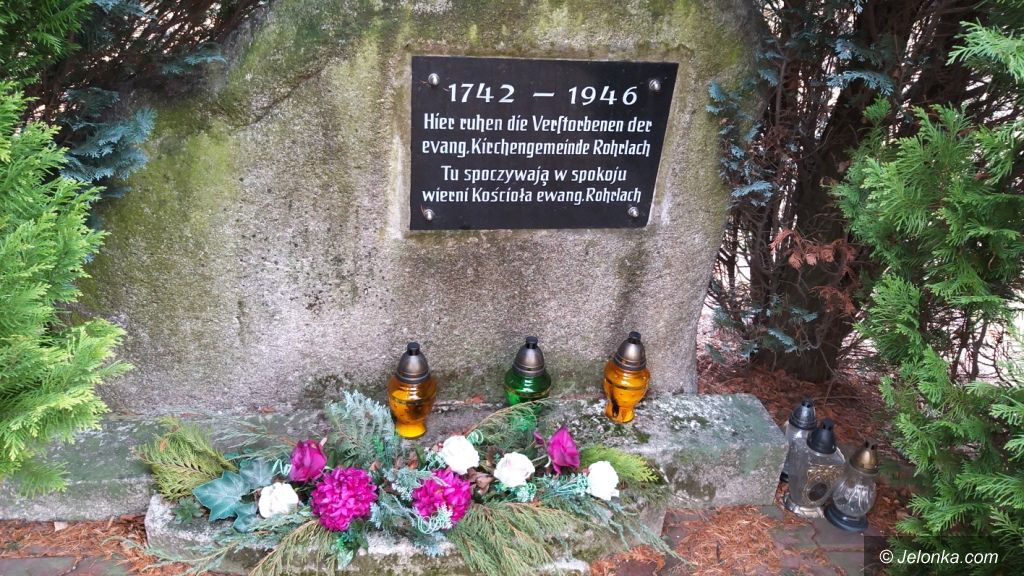 1742 – 1946
Hier ruhen die Verſtorbenen der
evang. Kirchengemeinde Rohrlach
Tu spoczywają w spokoju
wierni Kościoła ewang. Rohrlach
© Jelonka.com